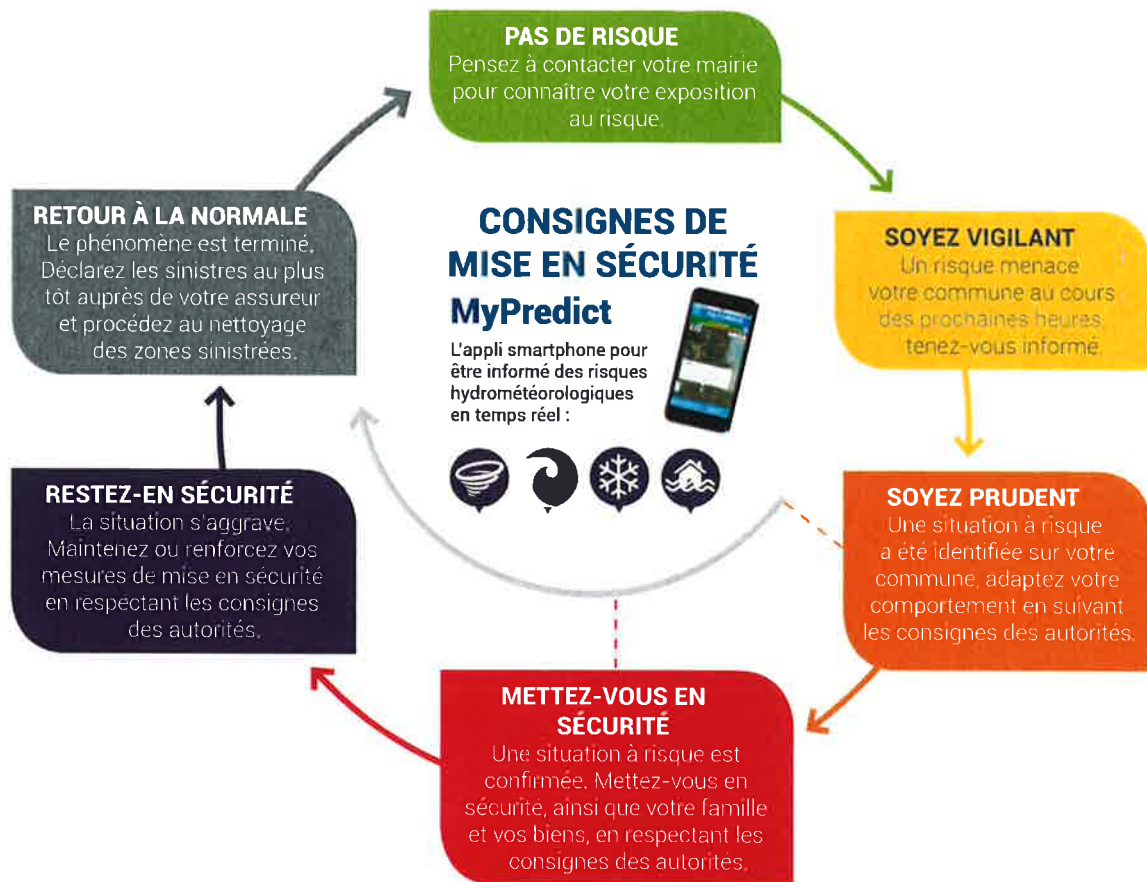 PAS DE RISQUE
Pensez à contacter votre mairie
pour connaître votre exposition
au risque.
SOYEZ VIGILANT
Un risque menace
votre commune au cours
des prochaines heures,
tenez-vous informé.
SOYEZ PRUDENT
Une situation à risque
a été identifiée sur votre
commune, adaptez votre
comportement en suivant
les consignes des autorités.
METTEZ-VOUS EN
SÉCURITÉ
Une situation à risque est
confirmée. Mettez-vous en
sécurité, ainsi que votre famille
et vos biens, en respectant les
consignes des autorités.
RESTEZ-EN SÉCURITÉ
La situation s'aggrave.
Maintenez ou renforcez vos
mesures de mise en sécurité
en respectant les consignes
des autorités.
RETOUR À LA NORMALE
Le phénomène est terminé.
Déclarez les sinistres au plus
tôt auprès de votre assureur
et procédez au nettoyage
des zones sinistrées.
CONSIGNES DE
MISE EN SÉCURITÉ
MyPredict
L'appli smartphone pour
être informé des risques
hydrométéorologiques
en temps réel :